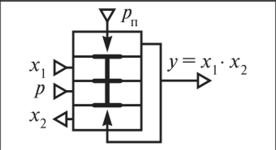 pп
x₁
y = x₁· x₂
p
x₂